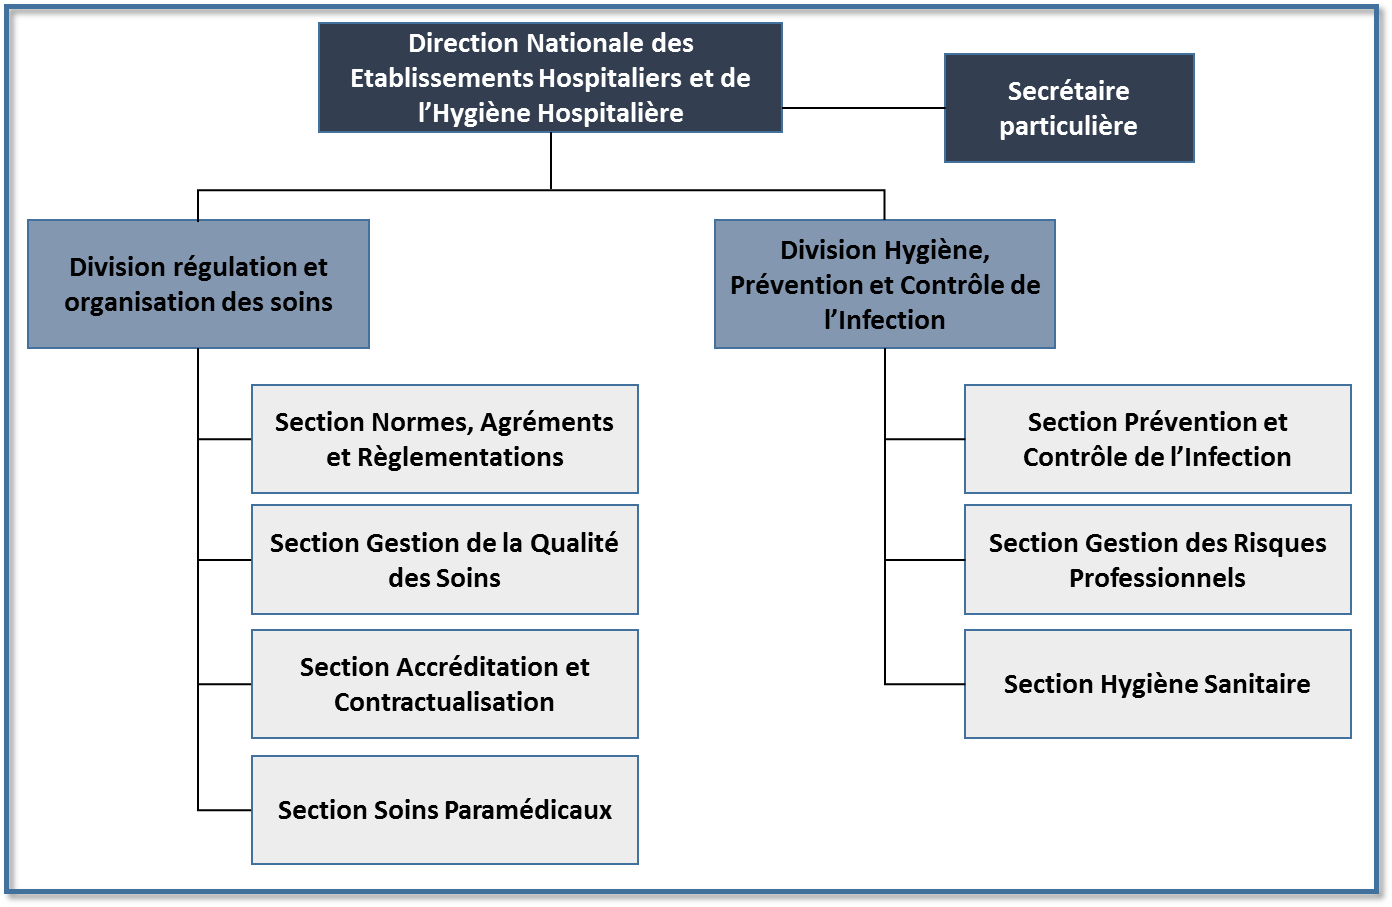 Direction Nationale des
Etablissements Hospitaliers et de
l’Hygiène Hospitalière
Secrétaire
particulière
Division régulation et
organisation des soins
Division Hygiène,
Prévention et Contrôle de
l’Infection
Section Normes, Agréments
et Règlementations
Section Gestion de la Qualité
des Soins
Section Accréditation et
Contractualisation
Section Soins Paramédicaux
Section Prévention et
Contrôle de l’Infection
Section Gestion des Risques
Professionnels
Section Hygiène Sanitaire